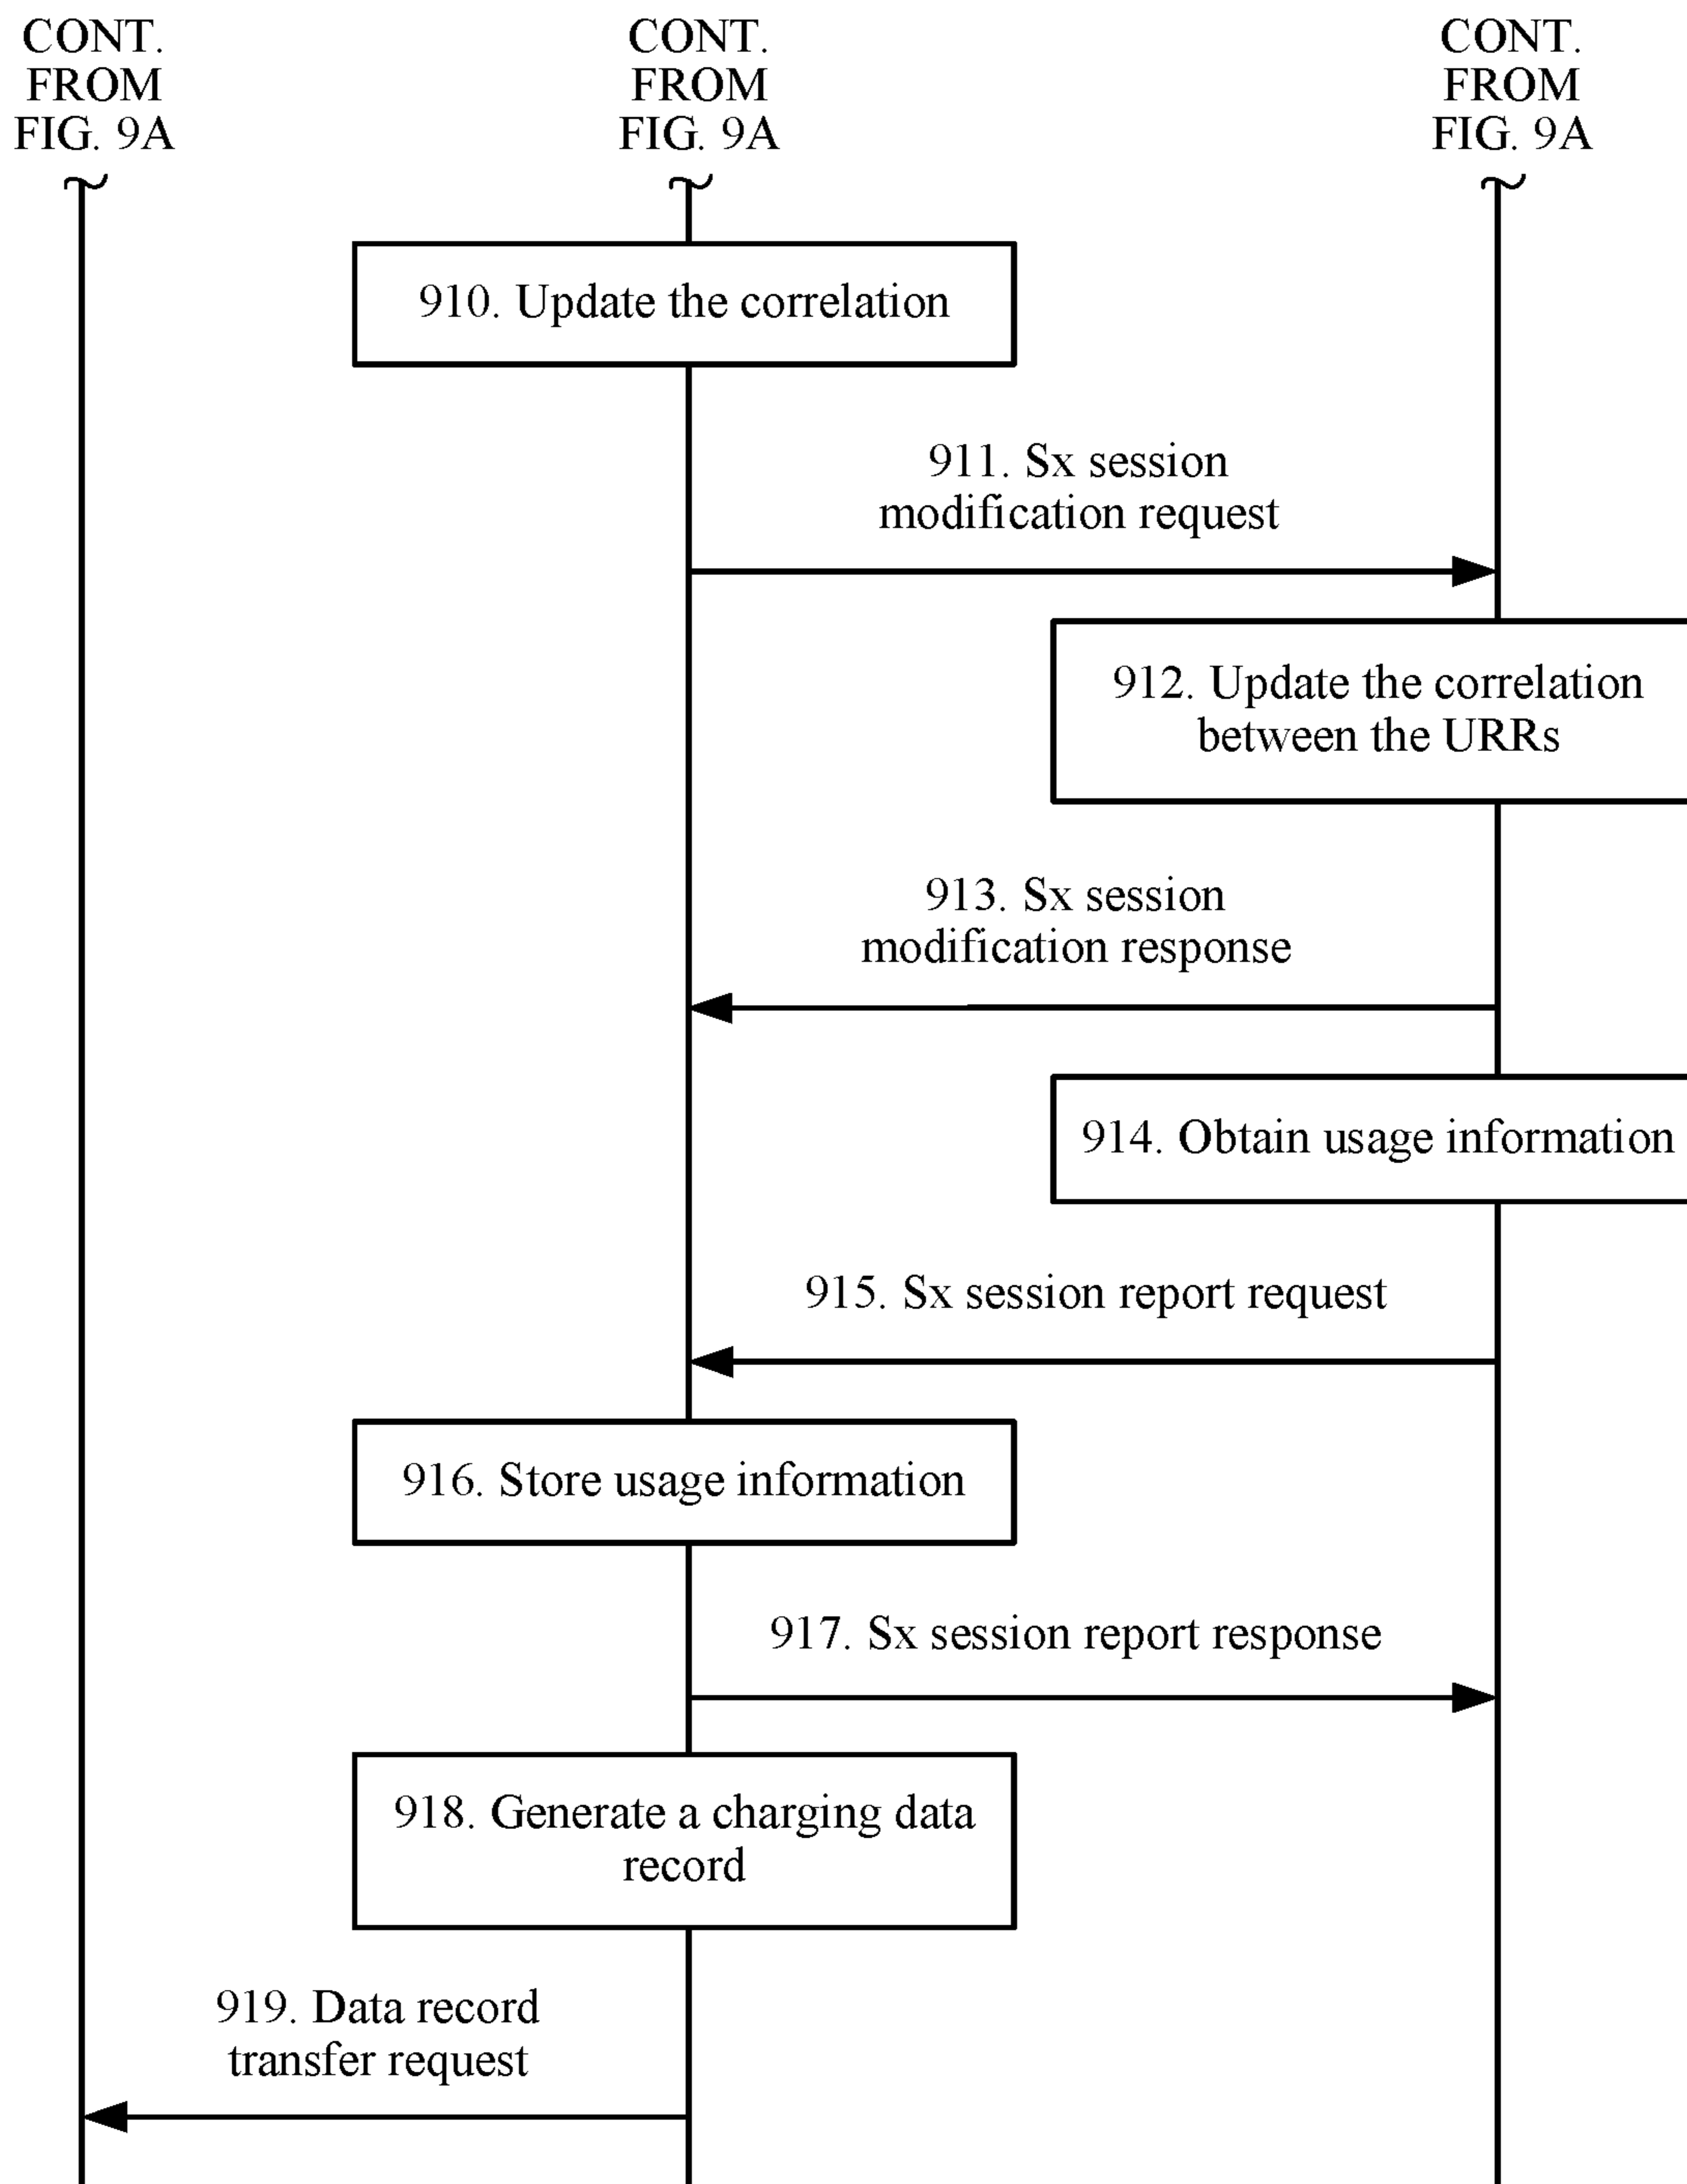 CONT.
FROM
FIG. 9A
CONT.
FROM
FIG. 9A
CONT.
FROM
FIG. 9A
910. Update the correlation
911. Sx session
modification request
912. Update the correlation
between the URRs
913. Sx session
modification response
914. Obtain usage information
915. Sx session report request
916. Store usage information
917. Sx session report response
918. Generate a charging data
record
919. Data record
transfer request